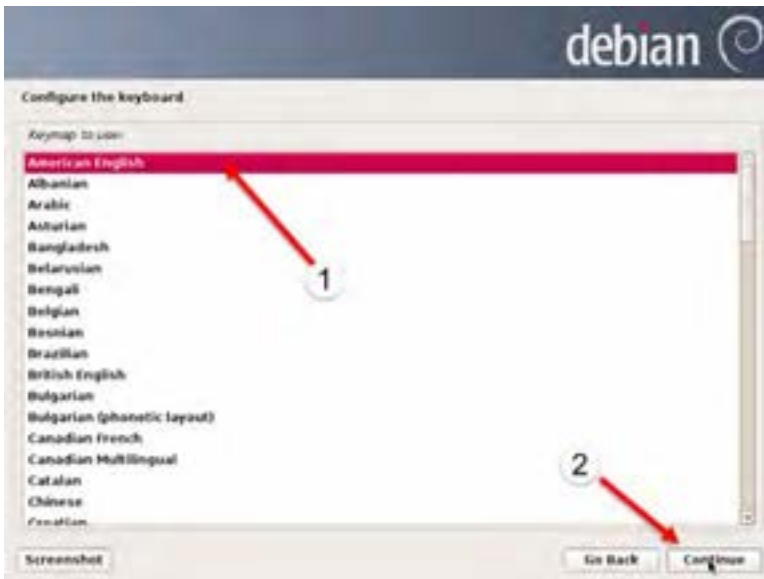 debian
Configure the keyboard
Keymap to use:
American English
Albanian
Arabic
Asturian
Bangladesh
Belarusian
Bengali
Belgian
Bosnian
Brazilian
British English
Bulgarian
Bulgarian (phonetic layout)
Canadian French
Canadian Multilingual
Catalan
Chinese
Croatian
1
2
Screenshot
Go Back
Continue